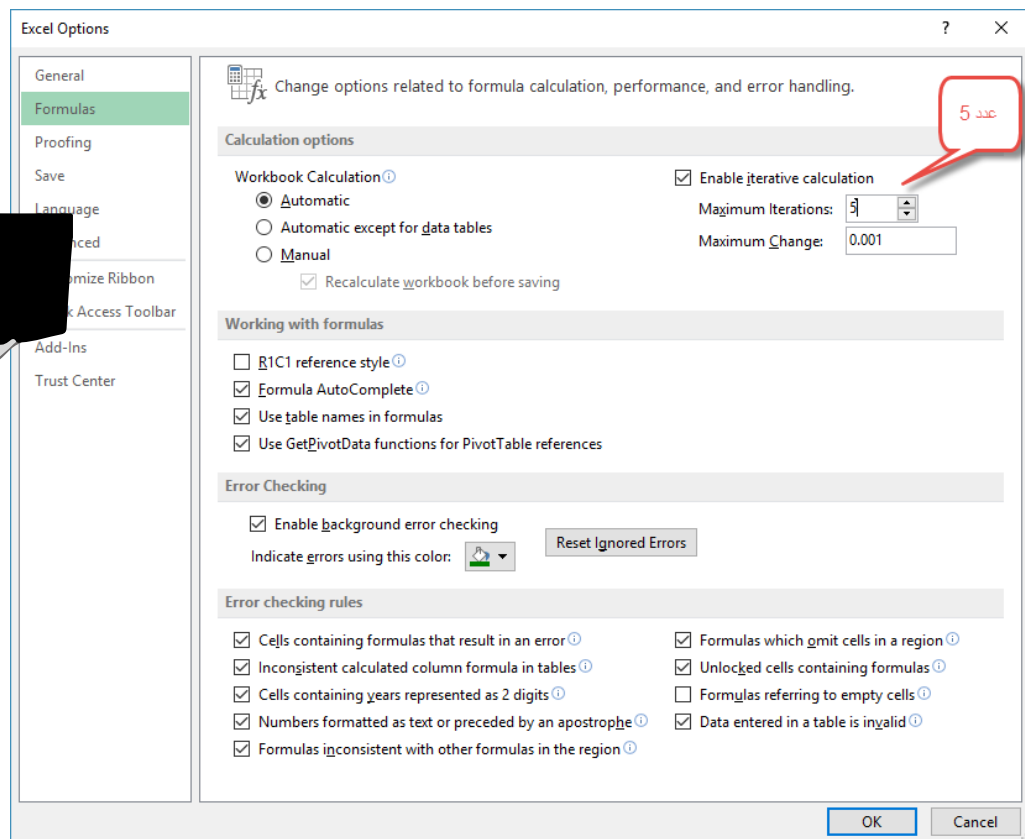 Excel Options
?
General
Formulas
Proofing
Save
Language
nced
omize Ribbon
k Access Toolbar
Add-Ins
Trust Center
fx
Change options related to formula calculation, performance, and error handling.
عدد 5
Calculation options
Workbook Calculation
Automatic
Automatic except for data tables
Manual
Recalculate workbook before saving
Enable iterative calculation
Maximum Iterations: 5
Maximum Change: 0.001
Working with formulas
R1C1 reference style
Formula AutoComplete
Use table names in formulas
Use GetPivotData functions for PivotTable references
Error Checking
Enable background error checking
Indicate errors using this color:
Reset Ignored Errors
Error checking rules
Cells containing formulas that result in an error
Inconsistent calculated column formula in tables
Cells containing years represented as 2 digits
Numbers formatted as text or preceded by an apostrophe
Formulas inconsistent with other formulas in the region
Formulas which omit cells in a region
Unlocked cells containing formulas
Formulas referring to empty cells
Data entered in a table is invalid
OK
Cancel